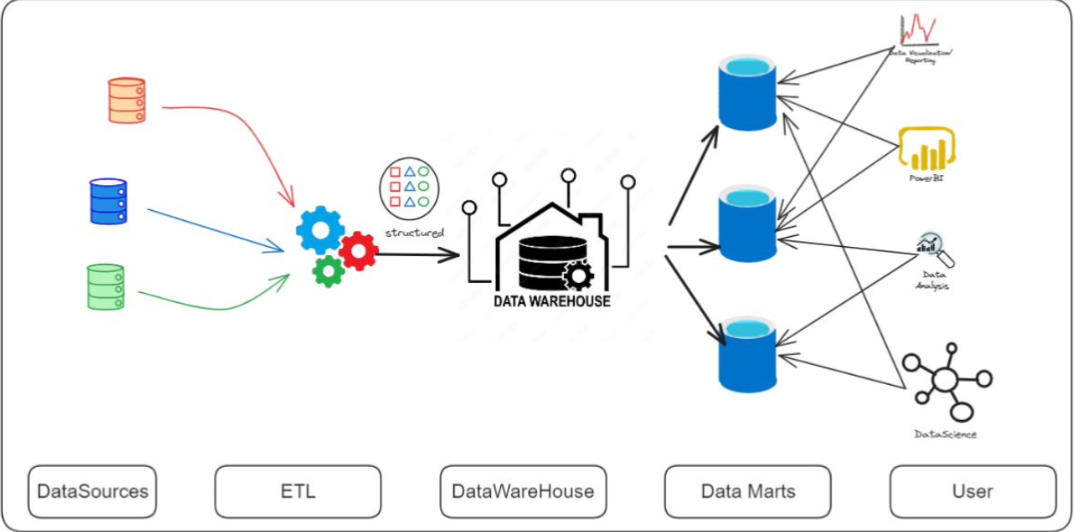 Data Visualization/
Reporting
PowerBI
structured
Data
Analysis
DATA WAREHOUSE
DataScience
DataSources
ETL
DataWareHouse
Data Marts
User